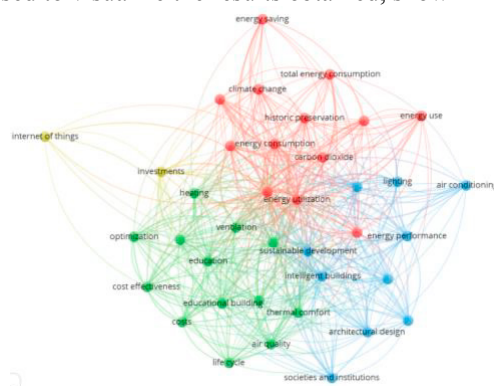 energy saving
total energy consumption
climate change
historic preservation
energy use
internet of things
energy consumption
carbon dioxide
investments
lighting
air conditioning
heating
energy utilization
ventilation
optimization
energy performance
sustainable development
education
intelligent buildings
cost effectiveness
educational building
thermal comfort
costs
architectural design
air quality
life cycle
societies and institutions